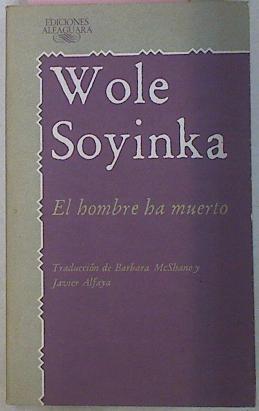 EDICIONES
ALFAGUARA
Wole
Soyinka
El hombre ha muerto
Traducción de Barbara McShane y
Javier Alfaya